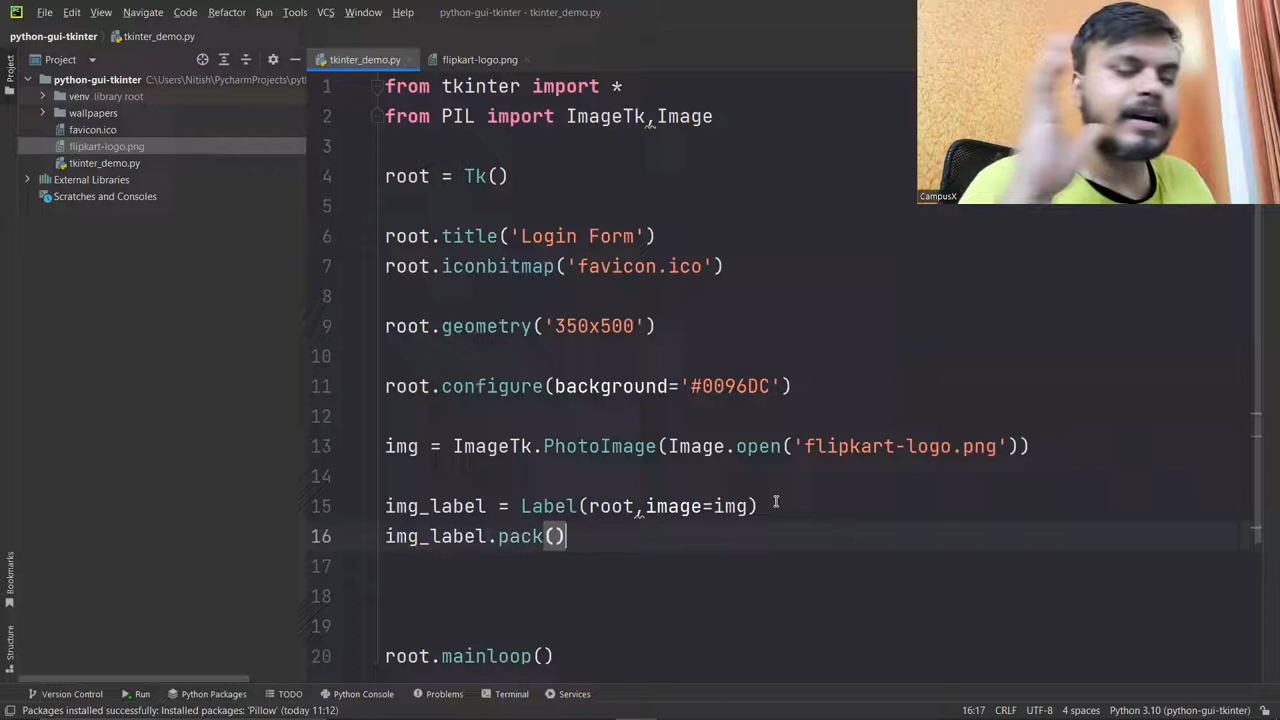 File Edit View Navigate Code Refactor Run Tools VCS Window Help python-gui-tkinter - tkinter_demo.py
python-gui-tkinter tkinter_demo.py
Project
Project
tkinter_demo.py
flipkart-logo.png
python-gui-tkinter C:\Users\Nitish\PycharmProjects\pyth
venv library root
wallpapers
favicon.ico
flipkart-logo.png
tkinter_demo.py
External Libraries
Scratches and Consoles
1 from tkinter import *
2 from PIL import ImageTk,Image
3
4 root = Tk()
5
6 root.title('Login Form')
7 root.iconbitmap('favicon.ico')
8
9 root.geometry('350x500')
10
11 root.configure(background='#0096DC')
12
13 img = ImageTk.PhotoImage(Image.open('flipkart-logo.png'))
14
15 img_label = Label(root,image=img)
16 img_label.pack()
17
18
19
20 root.mainloop()
CampusX
Bookmarks
Structure
Version Control Run Python Packages TODO Python Console Problems Terminal Services
Packages installed successfully: Installed packages: 'Pillow' (today 11:12) 16:17 CRLF UTF-8 4 spaces Python 3.10 (python-gui-tkinter)